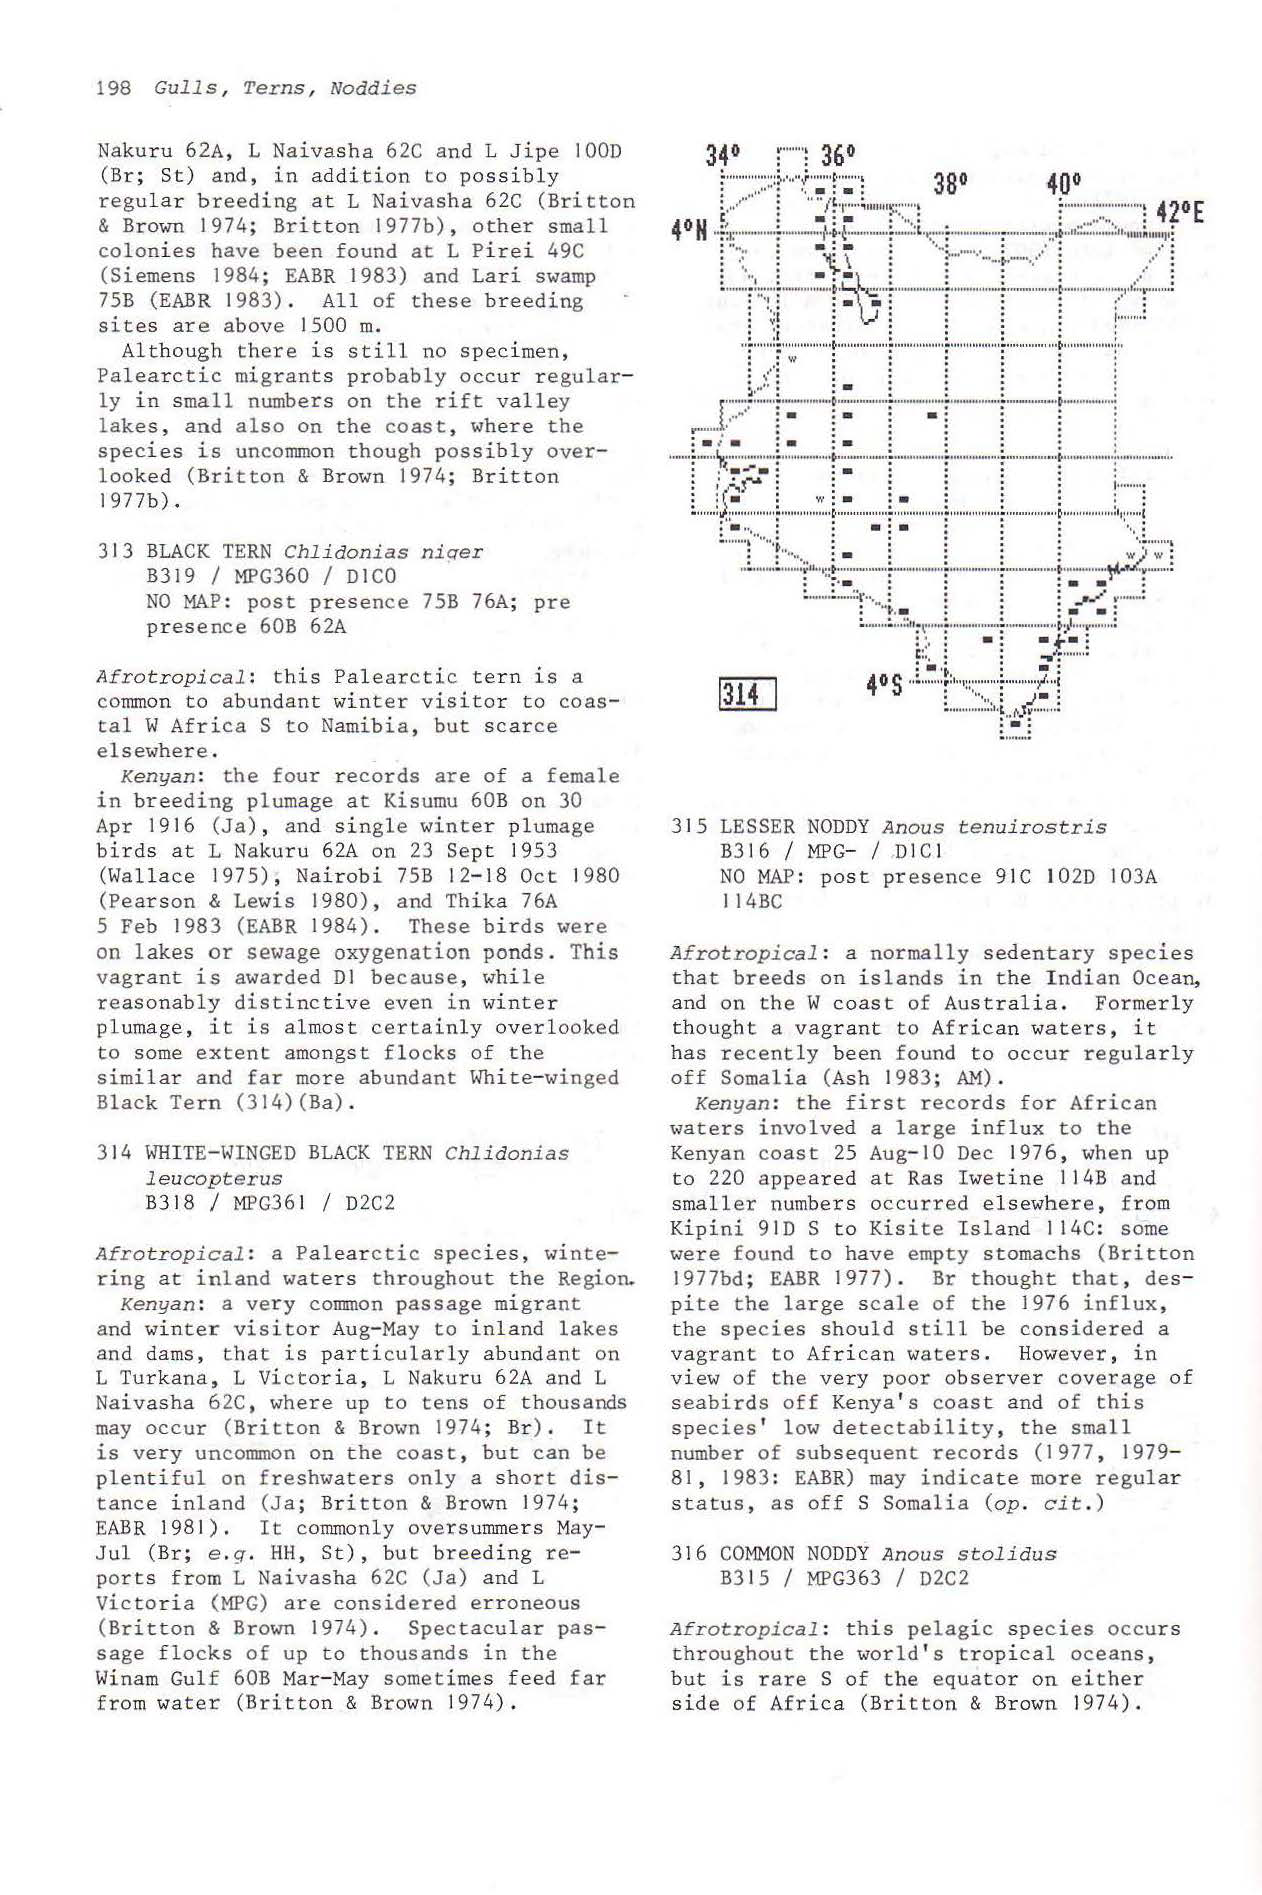 198 Gulls, Terns, Noddies
Nakuru 62A, L Naivasha 62C and L Jipe 100D
(Br; St) and, in addition to possibly
regular breeding at L Naivasha 62C (Britton
& Brown 1974; Britton 1977b), other small
colonies have been found at L Pirei 49C
(Siemens 1984; EABR 1983) and Lari swamp
75B (EABR 1983). All of these breeding
sites are above 1500 m.
Although there is still no specimen,
Palearctic migrants probably occur regular-
ly in small numbers on the rift valley
lakes, and also on the coast, where the
species is uncommon though possibly over-
looked (Britton & Brown 1974; Britton
1977b).
313 BLACK TERN Chlidonias niger
B319 / MPG360 / D1C0
NO MAP: post presence 75B 76A; pre
presence 60B 62A
Afrotropical: this Palearctic tern is a
common to abundant winter visitor to coas-
tal W Africa S to Namibia, but scarce
elsewhere.
Kenyan: the four records are of a female
in breeding plumage at Kisumu 60B on 30
Apr 1916 (Ja), and single winter plumage
birds at L Nakuru 62A on 23 Sept 1953
(Wallace 1975), Nairobi 75B 12-18 Oct 1980
(Pearson & Lewis 1980), and Thika 76A
5 Feb 1983 (EABR 1984). These birds were
on lakes or sewage oxygenation ponds. This
vagrant is awarded D1 because, while
reasonably distinctive even in winter
plumage, it is almost certainly overlooked
to some extent amongst flocks of the
similar and far more abundant White-winged
Black Tern (314)(Ba).
314 WHITE-WINGED BLACK TERN Chlidonias
leucopterus
B318 / MPG361 / D2C2
Afrotropical: a Palearctic species, winte-
ring at inland waters throughout the Region.
Kenyan: a very common passage migrant
and winter visitor Aug-May to inland lakes
and dams, that is particularly abundant on
L Turkana, L Victoria, L Nakuru 62A and L
Naivasha 62C, where up to tens of thousands
may occur (Britton & Brown 1974; Br). It
is very uncommon on the coast, but can be
plentiful on freshwaters only a short dis-
tance inland (Ja; Britton & Brown 1974;
EABR 1981). It commonly oversummers May-
Jul (Br; e.g. HH, St), but breeding re-
ports from L Naivasha 62C (Ja) and L
Victoria (MPG) are considered erroneous
(Britton & Brown 1974). Spectacular pas-
sage flocks of up to thousands in the
Winam Gulf 60B Mar-May sometimes feed far
from water (Britton & Brown 1974).
34° 36°
38° 40°
4°N 42°E
w
w
w w
314 4°S
315 LESSER NODDY Anous tenuirostris
B316 / MPG- / D1C1
NO MAP: post presence 91C 102D 103A
114BC
Afrotropical: a normally sedentary species
that breeds on islands in the Indian Ocean,
and on the W coast of Australia. Formerly
thought a vagrant to African waters, it
has recently been found to occur regularly
off Somalia (Ash 1983; AM).
Kenyan: the first records for African
waters involved a large influx to the
Kenyan coast 25 Aug-10 Dec 1976, when up
to 220 appeared at Ras Iwetine 114B and
smaller numbers occurred elsewhere, from
Kipini 91D S to Kisite Island 114C: some
were found to have empty stomachs (Britton
1977bd; EABR 1977). Br thought that, des-
pite the large scale of the 1976 influx,
the species should still be considered a
vagrant to African waters. However, in
view of the very poor observer coverage of
seabirds off Kenya's coast and of this
species' low detectability, the small
number of subsequent records (1977, 1979-
81, 1983: EABR) may indicate more regular
status, as off S Somalia (op. cit.)
316 COMMON NODDY Anous stolidus
B315 / MPG363 / D2C2
Afrotropical: this pelagic species occurs
throughout the world's tropical oceans,
but is rare S of the equator on either
side of Africa (Britton & Brown 1974).